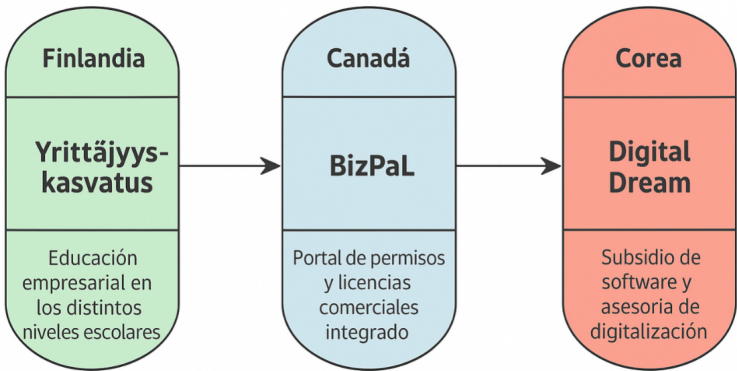 Finlandia
Yrittäjyys-
kasvatus
Educación
empresarial en
los distintos
niveles escolares
Canadá
BizPaL
Portal de permisos
y licencias
comerciales
integrado
Corea
Digital
Dream
Subsidio de
software y
asesoria de
digitalización